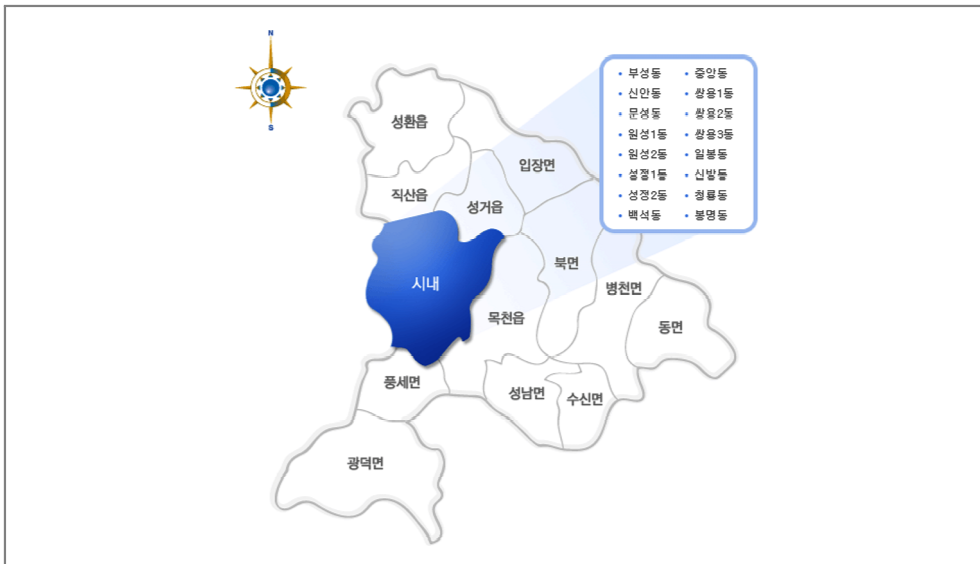 N
S
부성동 중앙동
신안동 쌍용1동
문성동 쌍용2동
원성1동 쌍용3동
원성2동 일봉동
성정1동 신방동
성정2동 청룡동
백석동 봉명동
성환읍
입장면
직산읍
성거읍
북면
시내
병천면
목천읍
동면
풍세면
성남면
수신면
광덕면